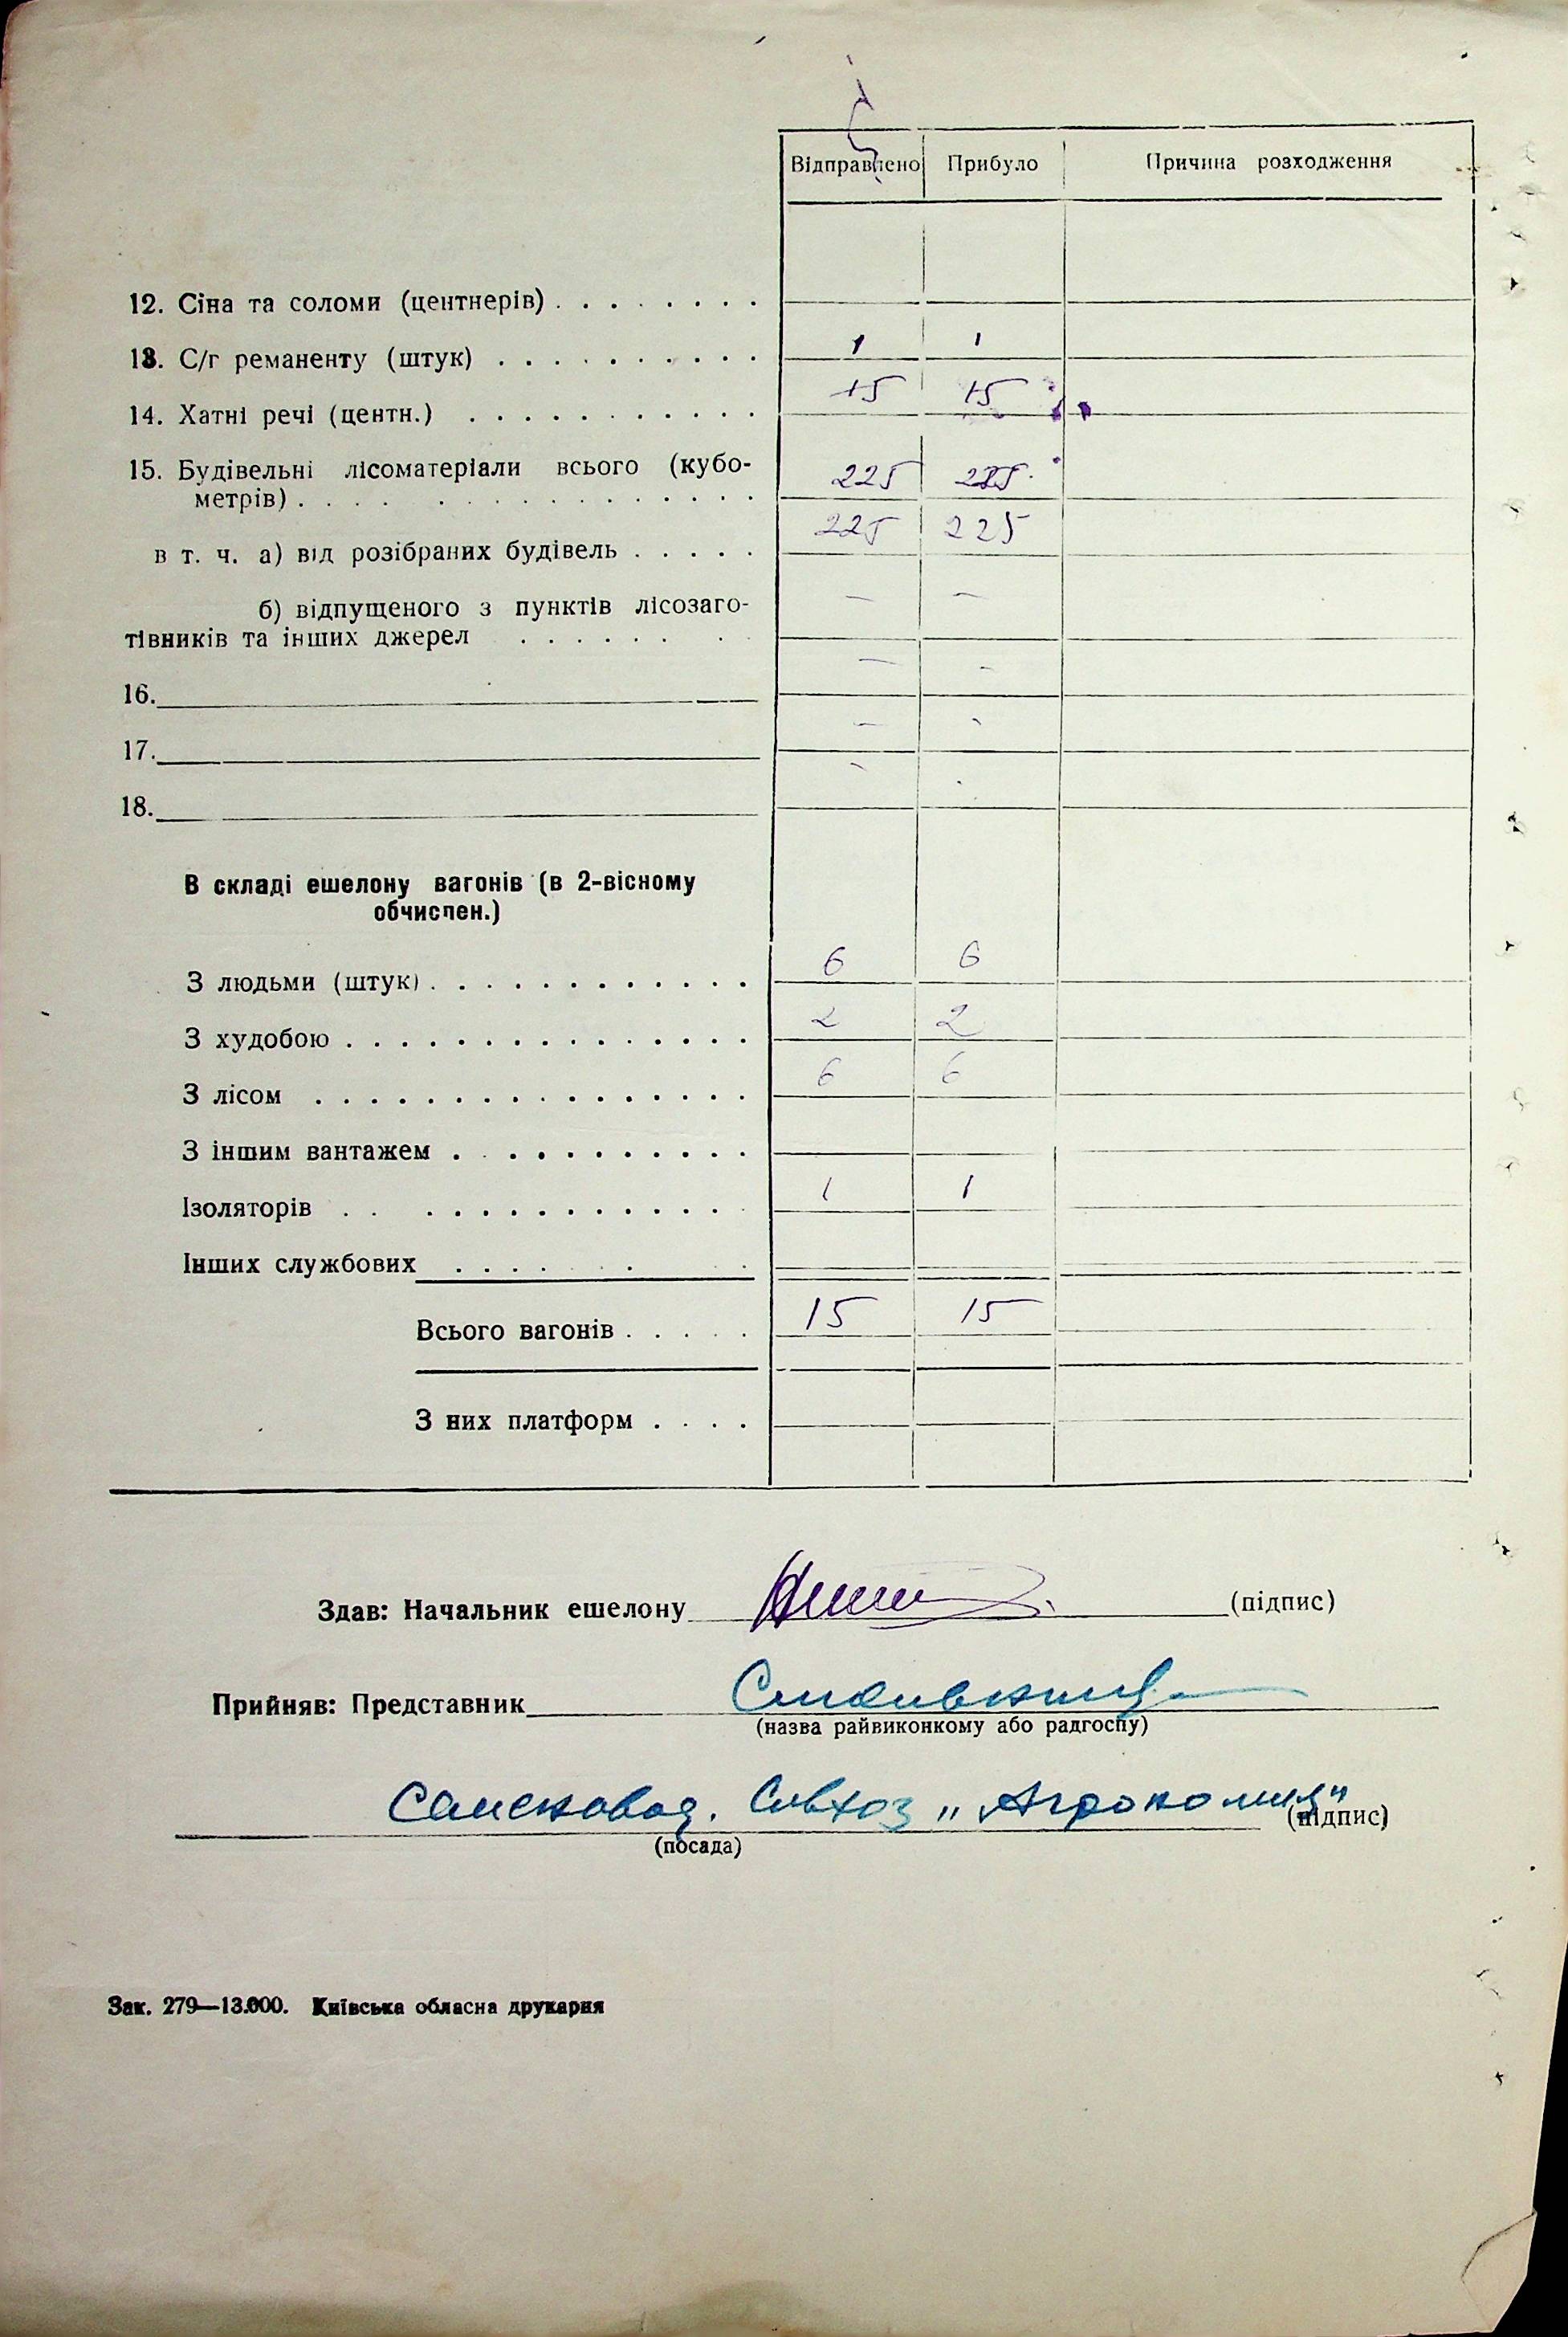 Відправлено Прибуло Причина розходження
12. Сіна та соломи (центнерів) . . . . . . . .
13. С/г реманенту (штук) . . . . . . . . . . 1 1
14. Хатні речі (центн.) . . . . . . . . . . . 15 15
15. Будівельні лісоматеріали всього (кубо-
метрів) . . . . . . . . . . . . . . . 225 225
в т. ч. а) від розібраних будівель . . . . . 225 225
б) відпущеного з пунктів лісозаго-
тівників та інших джерел . . . . . . . . — —
16. — -
17. — -
18. -
В складі ешелону вагонів (в 2-вісному
обчислен.)
З людьми (штук) . . . . . . . . . . . . 6 6
З худобою . . . . . . . . . . . . . . . 2 2
З лісом . . . . . . . . . . . . . . . . 6 6
З іншим вантажем . . . . . . . . . . .
Ізоляторів . . . . . . . . . . . . . . 1 1
Інших службових . . . . . . .
Всього вагонів . . . . . 15 15
З них платформ . . . .
Здав: Начальник ешелону (підпис)
Прийняв: Представник
(назва райвиконкому або радгоспу)
Совхоз „Агрономия"
(підпис)
(посада)
Зак. 279—13.000. Київська обласна друкарня